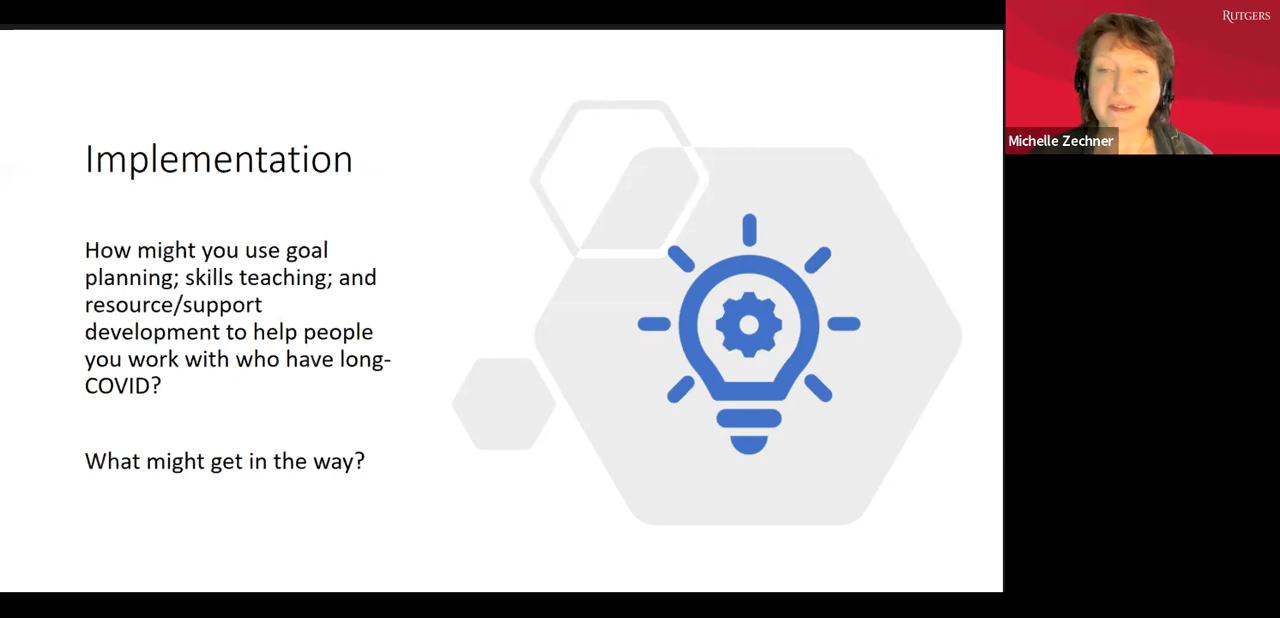 Implementation
How might you use goal
planning; skills teaching; and
resource/support
development to help people
you work with who have long-
COVID?
What might get in the way?
RUTGERS
Michelle Zechner